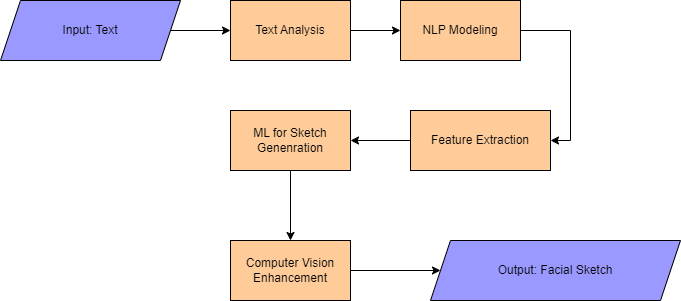 Input: Text
Text Analysis
NLP Modeling
Feature Extraction
ML for Sketch
Genenration
Computer Vision
Enhancement
Output: Facial Sketch